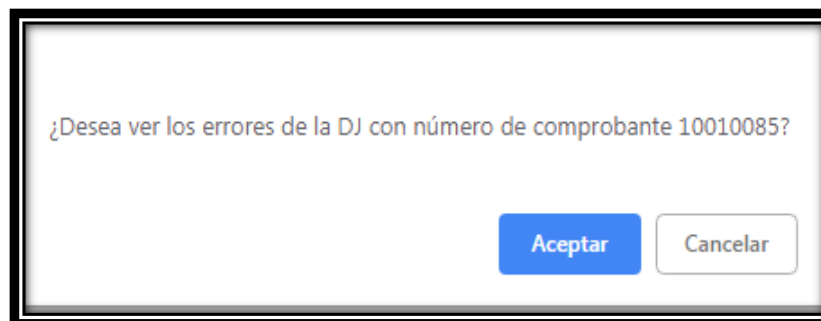 ¿Desea ver los errores de la DJ con número de comprobante 10010085?
Aceptar
Cancelar